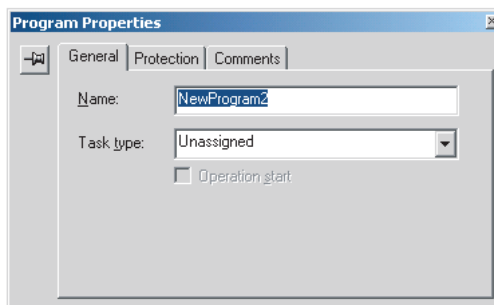 Program Properties
General Protection Comments
Name: NewProgram2
Task type: Unassigned
Operation start